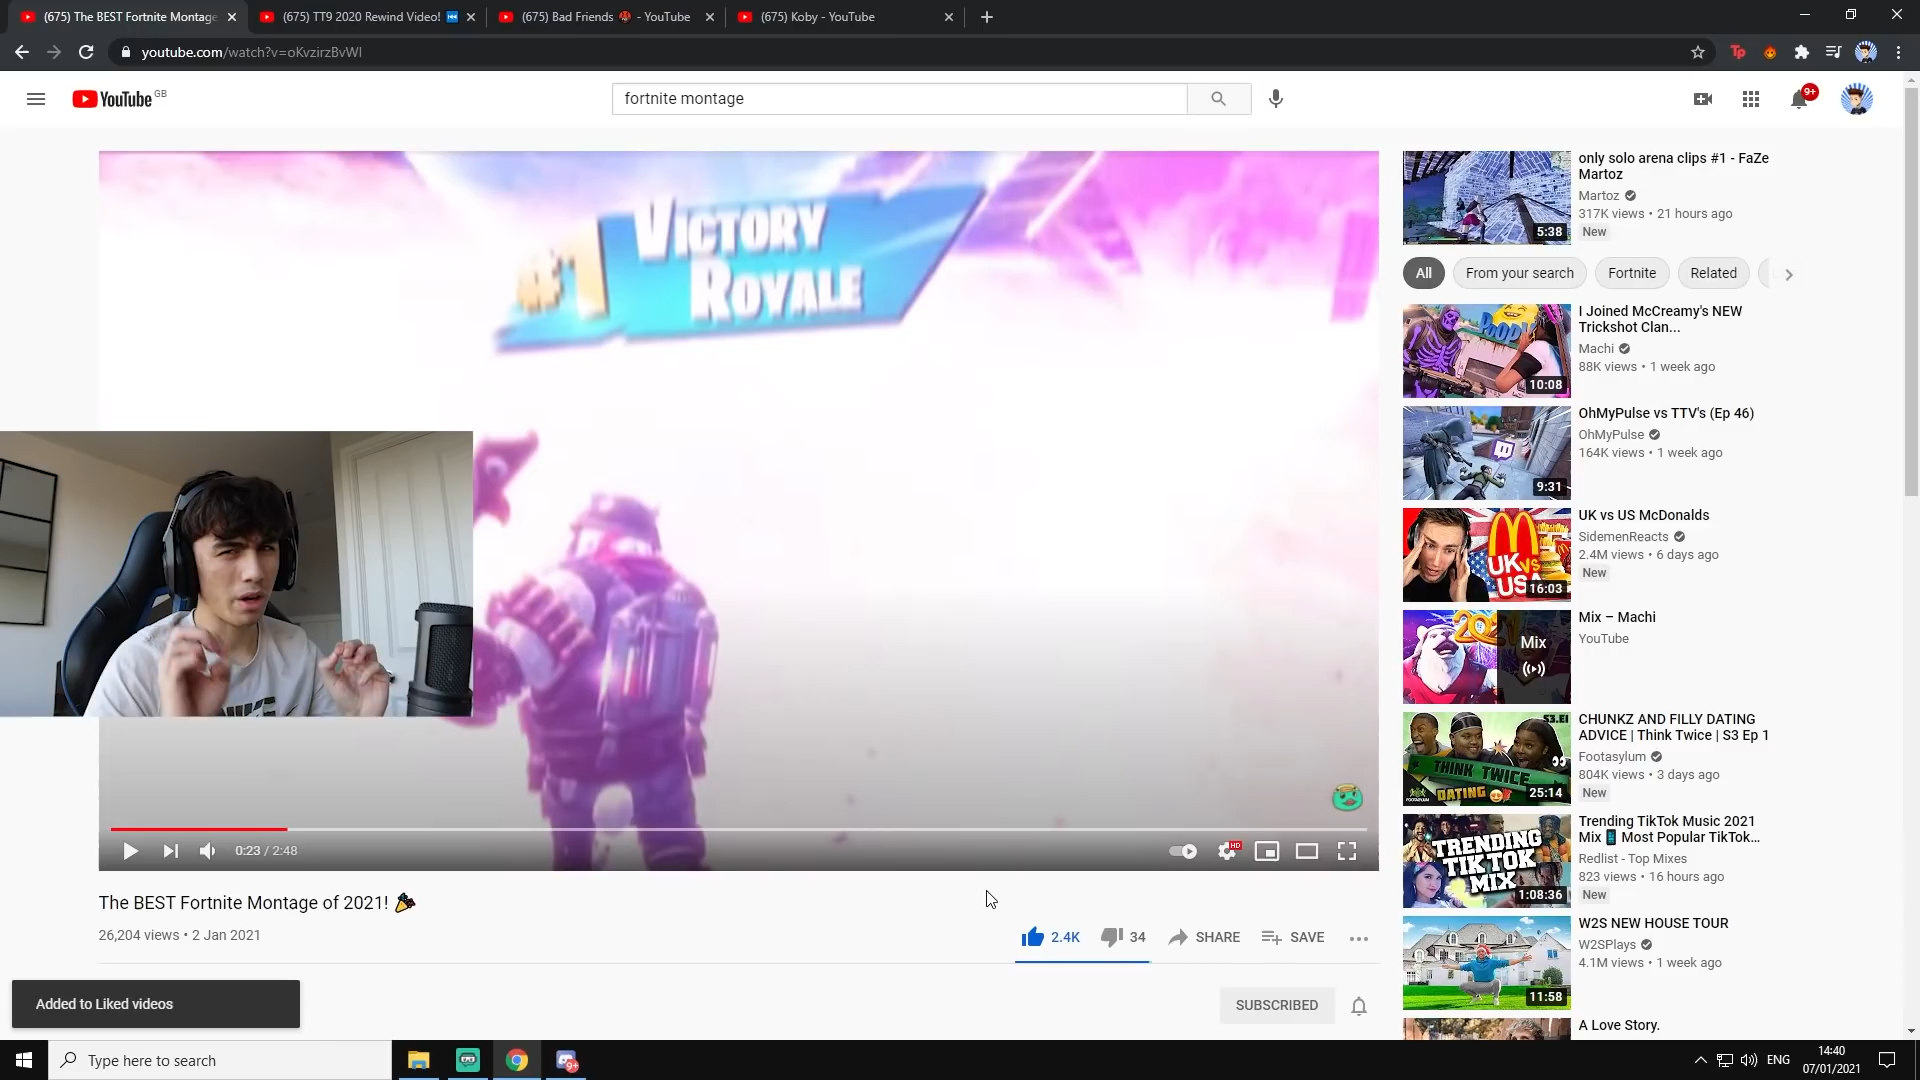 (675) The BEST Fortnite Montage
(675) TT9 2020 Rewind Video!
(675) Bad Friends - YouTube
(675) Koby - YouTube
youtube.com/watch?v=oKvzirzBvWI
Tp
YouTube GB
fortnite montage
9+
#1 VICTORY
ROYALE
0:23 / 2:48
HD
The BEST Fortnite Montage of 2021!
26,204 views • 2 Jan 2021
2.4K
34
SHARE
SAVE
SUBSCRIBED
Added to Liked videos
5:38
only solo arena clips #1 - FaZe
Martoz
Martoz
317K views • 21 hours ago
New
All
From your search
Fortnite
Related
10:08
I Joined McCreamy's NEW
Trickshot Clan...
Machi
88K views • 1 week ago
9:31
OhMyPulse vs TTV's (Ep 46)
OhMyPulse
164K views • 1 week ago
UK
vs
USA
16:03
UK vs US McDonalds
SidemenReacts
2.4M views • 6 days ago
New
Mix
Mix – Machi
YouTube
S3.E1
THINK TWICE
DATING
25:14
CHUNKZ AND FILLY DATING
ADVICE | Think Twice | S3 Ep 1
Footasylum
804K views • 3 days ago
New
TRENDING
TIKTOK
MIX
1:08:36
Trending TikTok Music 2021
Mix Most Popular TikTok...
Redlist - Top Mixes
823 views • 16 hours ago
New
11:58
W2S NEW HOUSE TOUR
W2SPlays
4.1M views • 1 week ago
A Love Story.
Type here to search
9+
ENG
14:40
07/01/2021